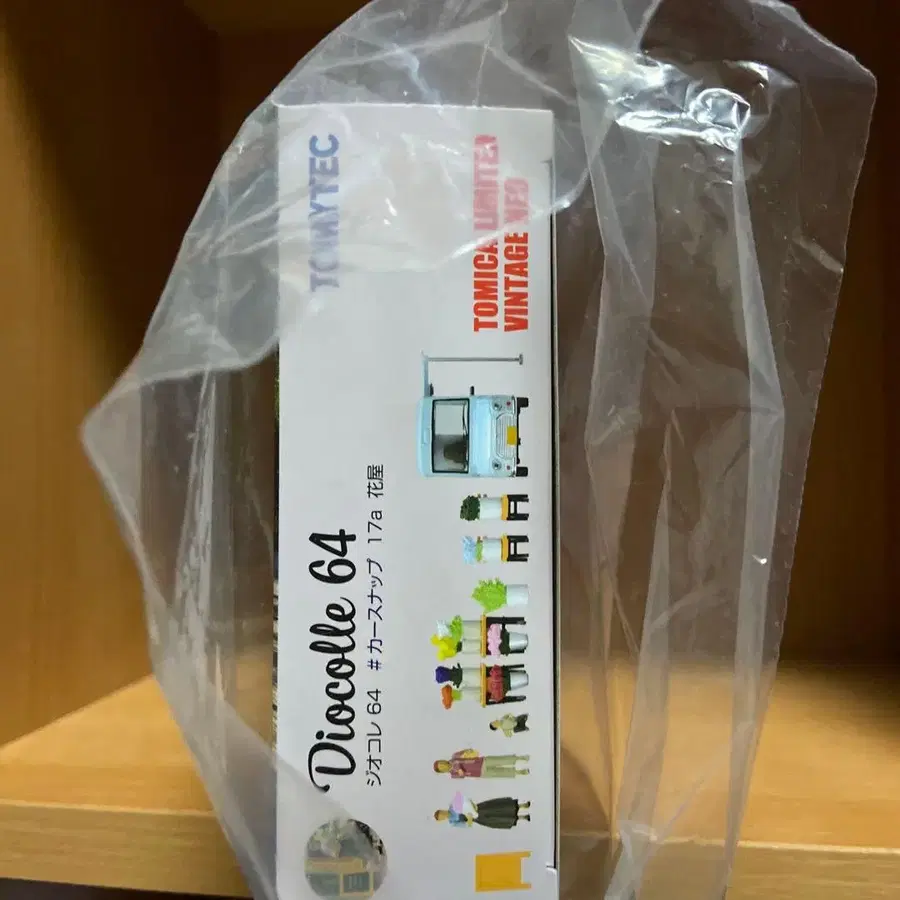 Diocolle 64
ジオコレ 64 #カースナップ 17a 花屋
TOMYTEC
TOMICA LIMITED
VINTAGE NEO